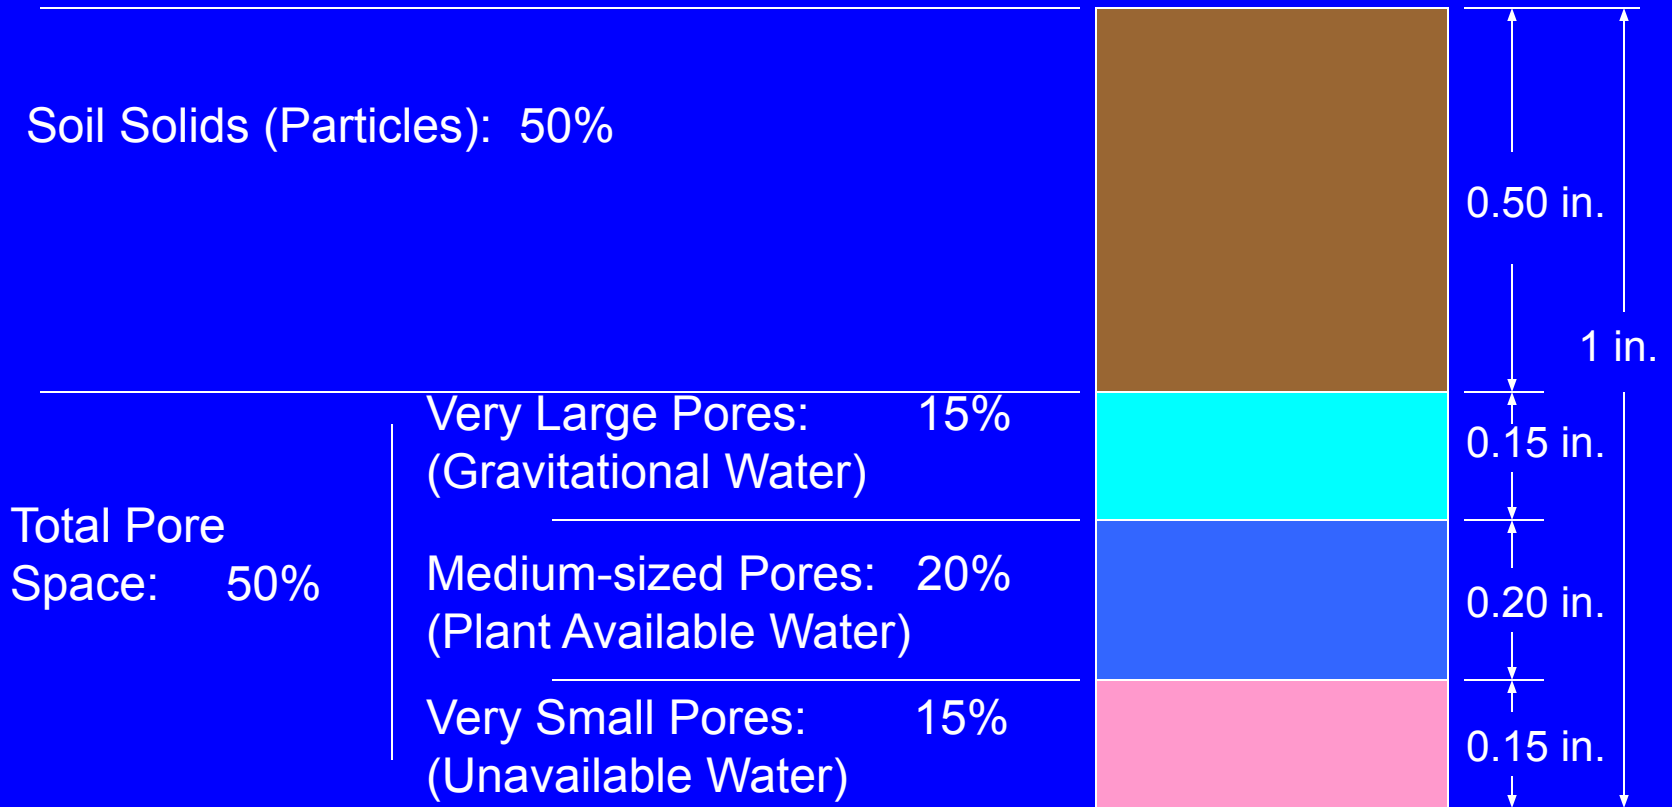 Soil Solids (Particles): 50%
0.50 in.
1 in.
Very Large Pores: 15%
(Gravitational Water)
0.15 in.
Total Pore
Space: 50%
Medium-sized Pores: 20%
(Plant Available Water)
0.20 in.
Very Small Pores: 15%
(Unavailable Water)
0.15 in.